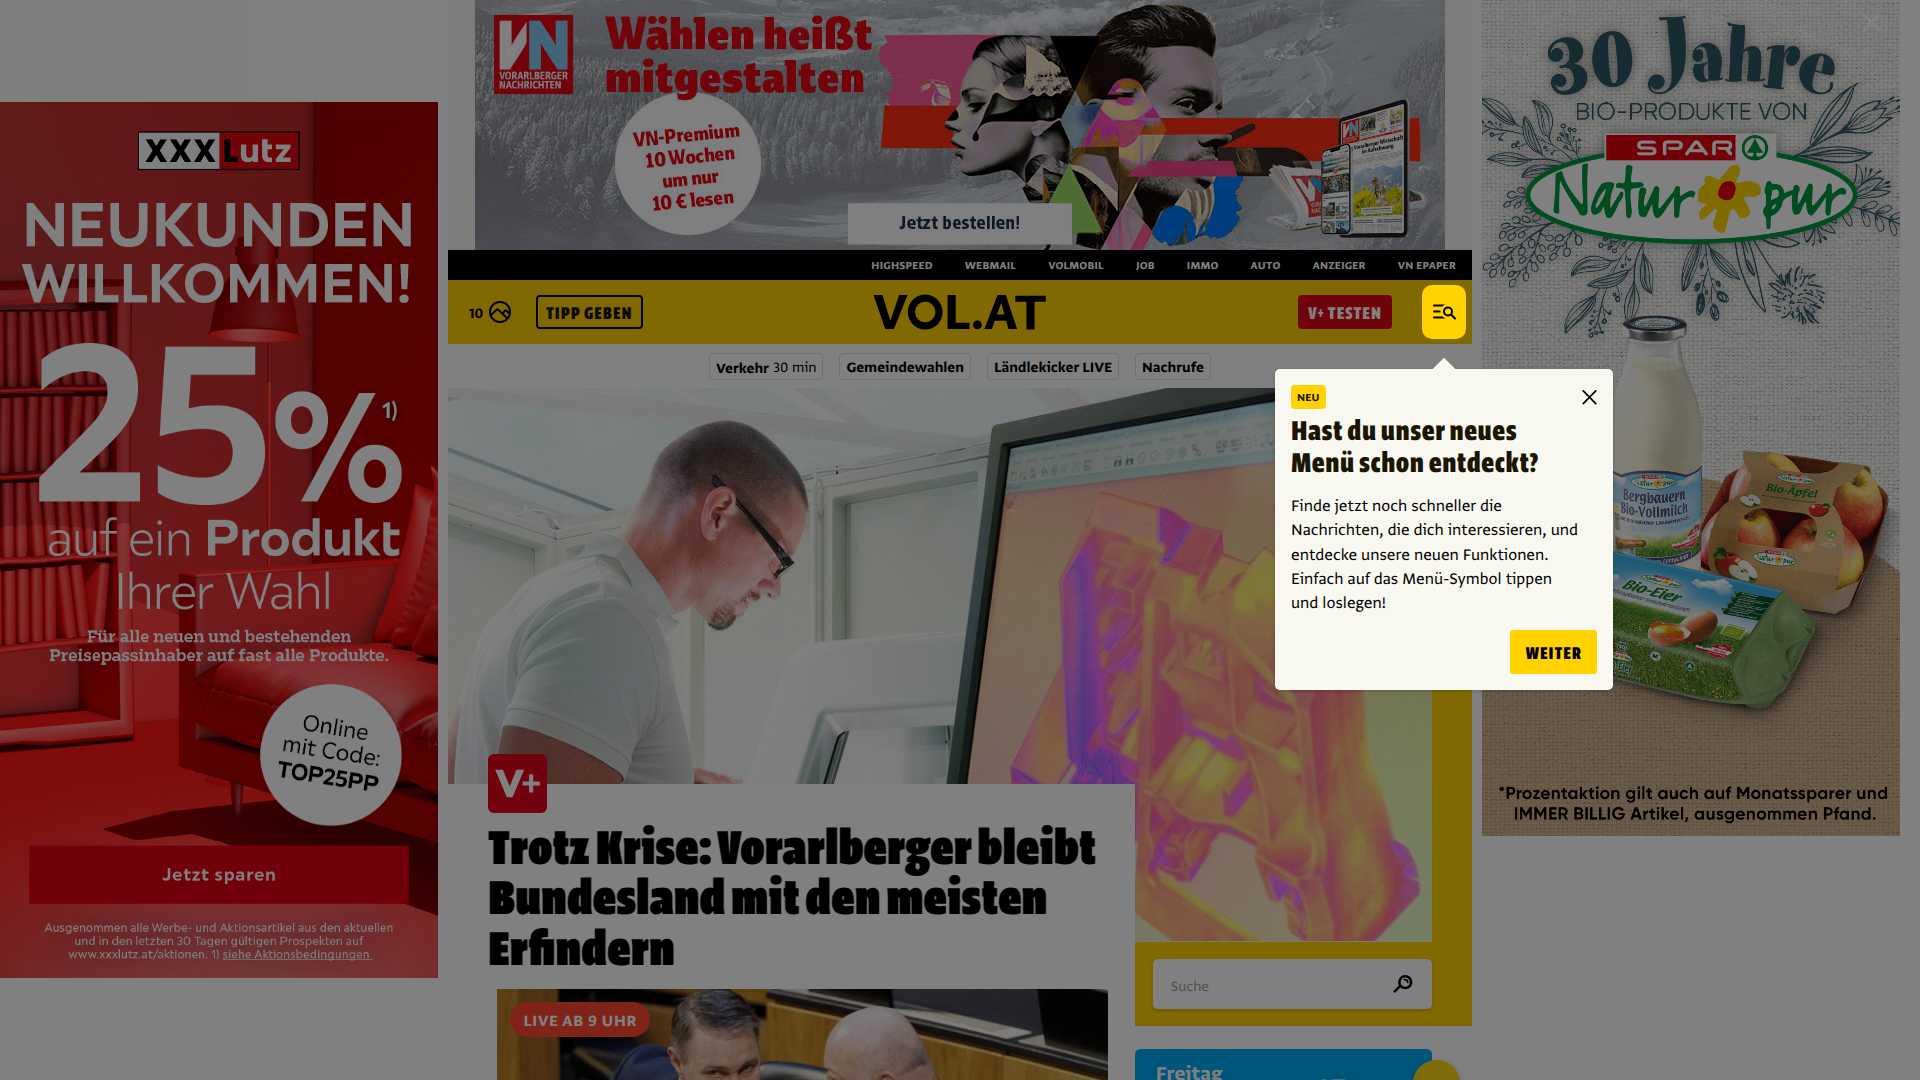 VN
VORARLBERGER
NACHRICHTEN
Wählen heißt
mitgestalten
VN-Premium
10 Wochen
um nur
10 € lesen
Jetzt bestellen!
30 Jahre
BIO-PRODUKTE VON
SPAR
Natur pur
XXXLutz
NEUKUNDEN
WILLKOMMEN!
25%1)
auf ein Produkt
Ihrer Wahl
Für alle neuen und bestehenden
Preisepassinhaber auf fast alle Produkte.
Online
mit Code:
TOP25PP
Jetzt sparen
Ausgenommen alle Werbe- und Aktionsartikel aus den aktuellen
und in den letzten 30 Tagen gültigen Prospekten auf
www.xxxlutz.at/aktionen. 1) siehe Aktionsbedingungen.
HIGHSPEED WEBMAIL VOLMOBIL JOB IMMO AUTO ANZEIGER VN EPAPER
10 TIPP GEBEN VOL.AT V+ TESTEN
Verkehr 30 min Gemeindewahlen Ländlekicker LIVE Nachrufe
NEU
Hast du unser neues
Menü schon entdeckt?
Finde jetzt noch schneller die
Nachrichten, die dich interessieren, und
entdecke unsere neuen Funktionen.
Einfach auf das Menü-Symbol tippen
und loslegen!
WEITER
Bergbauern
Bio-Vollmilch
Bio-Äpfel
SPAR
Natur pur
Bio-Eier
*Prozentaktion gilt auch auf Monatssparer und
IMMER BILLIG Artikel, ausgenommen Pfand.
V+
Trotz Krise: Vorarlberger bleibt
Bundesland mit den meisten
Erfindern
LIVE AB 9 UHR
Suche
Freitag